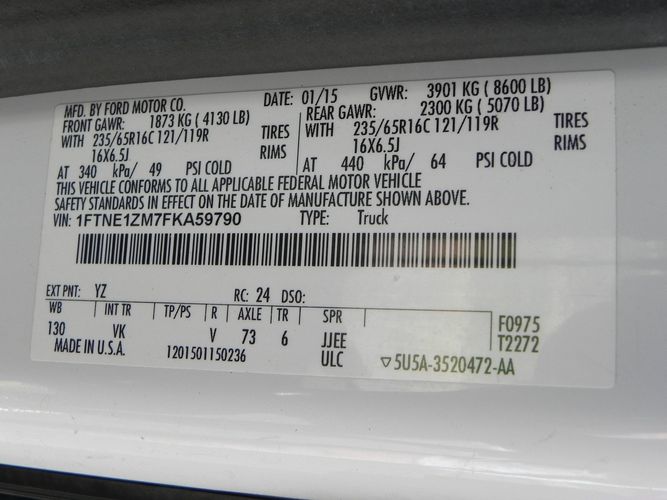 MFD. BY FORD MOTOR CO. DATE: 01/15 GVWR: 3901 KG ( 8600 LB)
FRONT GAWR: 1873 KG ( 4130 LB) REAR GAWR: 2300 KG ( 5070 LB)
WITH 235/65R16C 121/119R TIRES WITH 235/65R16C 121/119R TIRES
16X6.5J RIMS 16X6.5J RIMS
AT 340 kPa/ 49 PSI COLD AT 440 kPa/ 64 PSI COLD
THIS VEHICLE CONFORMS TO ALL APPLICABLE FEDERAL MOTOR VEHICLE
SAFETY STANDARDS IN EFFECT ON THE DATE OF MANUFACTURE SHOWN ABOVE.
VIN: 1FTNE1ZM7FKA59790 TYPE: Truck
EXT PNT: YZ RC: 24 DSO:
WB INT TR TP/PS R AXLE TR SPR
130 VK V 73 6 JJEE F0975
MADE IN U.S.A. 1201501150236 ULC T2272
▽5U5A-3520472-AA